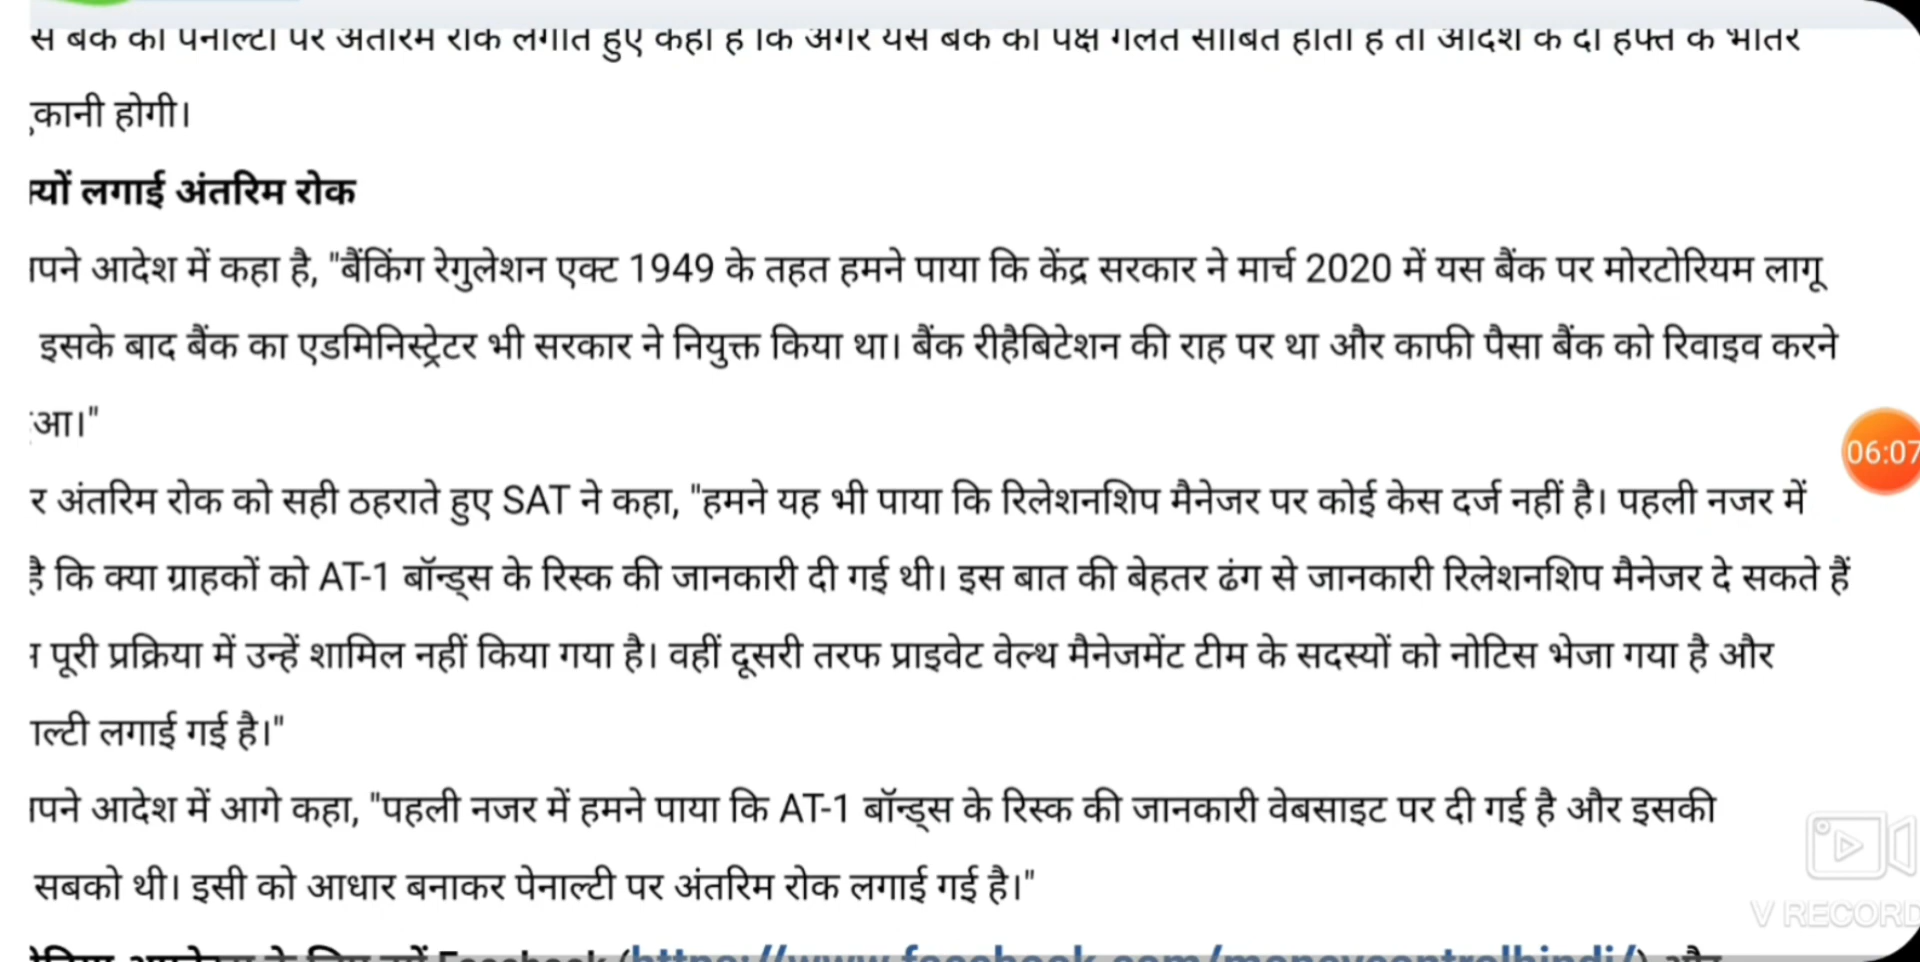 पेनाल्टी पर अंतरिम रोक लगाते हुए कहा है कि अगर यस बैंक का पक्ष गलत साबित होता है तो आदेश के दो हफ्ते के भीतर
होगी।
लगाई अंतरिम रोक
आदेश में कहा है, "बैंकिंग रेगुलेशन एक्ट 1949 के तहत हमने पाया कि केंद्र सरकार ने मार्च 2020 में यस बैंक पर मोरटोरियम लागू
इसके बाद बैंक का एडमिनिस्ट्रेटर भी सरकार ने नियुक्त किया था। बैंक रीहैबिटेशन की राह पर था और काफी पैसा बैंक को रिवाइव करने
06:07
अंतरिम रोक को सही ठहराते हुए SAT ने कहा, "हमने यह भी पाया कि रिलेशनशिप मैनेजर पर कोई केस दर्ज नहीं है। पहली नजर में
है कि क्या ग्राहकों को AT-1 बॉन्ड्स के रिस्क की जानकारी दी गई थी। इस बात की बेहतर ढंग से जानकारी रिलेशनशिप मैनेजर दे सकते हैं
पूरी प्रक्रिया में उन्हें शामिल नहीं किया गया है। वहीं दूसरी तरफ प्राइवेट वेल्थ मैनेजमेंट टीम के सदस्यों को नोटिस भेजा गया है और
लगाई गई है।"
आदेश में आगे कहा, "पहली नजर में हमने पाया कि AT-1 बॉन्ड्स के रिस्क की जानकारी वेबसाइट पर दी गई है और इसकी
सबको थी। इसी को आधार बनाकर पेनाल्टी पर अंतरिम रोक लगाई गई है।"
V RECORD